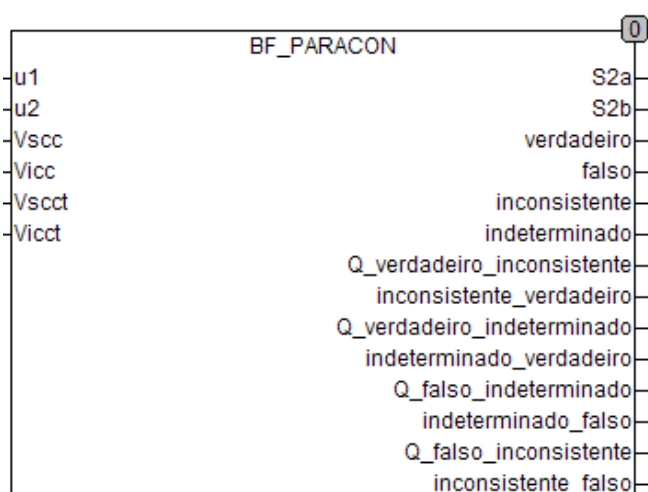 0
BF_PARACON
u1 S2a
u2 S2b
Vscc verdadeiro
Vicc falso
Vscct inconsistente
Vicct indeterminado
Q_verdadeiro_inconsistente
inconsistente_verdadeiro
Q_verdadeiro_indeterminado
indeterminado_verdadeiro
Q_falso_indeterminado
indeterminado_falso
Q_falso_inconsistente
inconsistente_falso